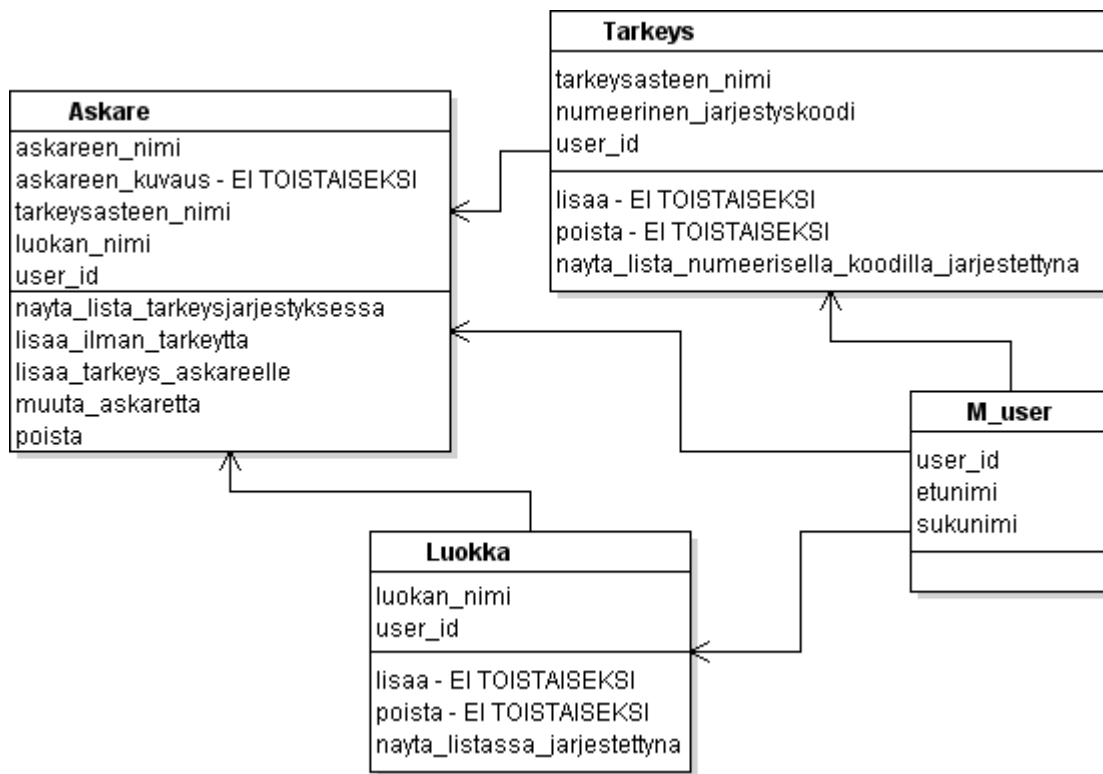 Tarkeys
tarkeysasteen_nimi
numeerinen_jarjestyskoodi
user_id
lisaa - EI TOISTAISEKSI
poista - EI TOISTAISEKSI
nayta_lista_numeerisella_koodilla_jarjestettyna
Askare
askareen_nimi
askareen_kuvaus - EI TOISTAISEKSI
tarkeysasteen_nimi
luokan_nimi
user_id
nayta_lista_tarkeysjarjestyksessa
lisaa_ilman_tarkeytta
lisaa_tarkeys_askareelle
muuta_askaretta
poista
M_user
user_id
etunimi
sukunimi
Luokka
luokan_nimi
user_id
lisaa - EI TOISTAISEKSI
poista - EI TOISTAISEKSI
nayta_listassa_jarjestettyna